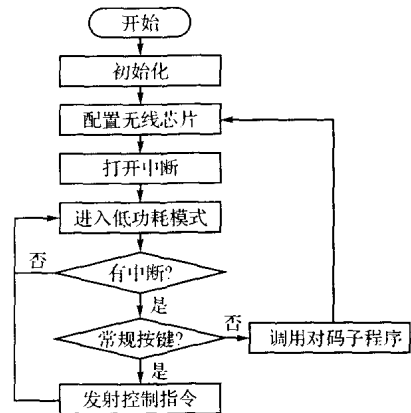 开始
初始化
配置无线芯片
打开中断
进入低功耗模式
否
有中断?
是
常规按键?
否
调用对码子程序
是
发射控制指令